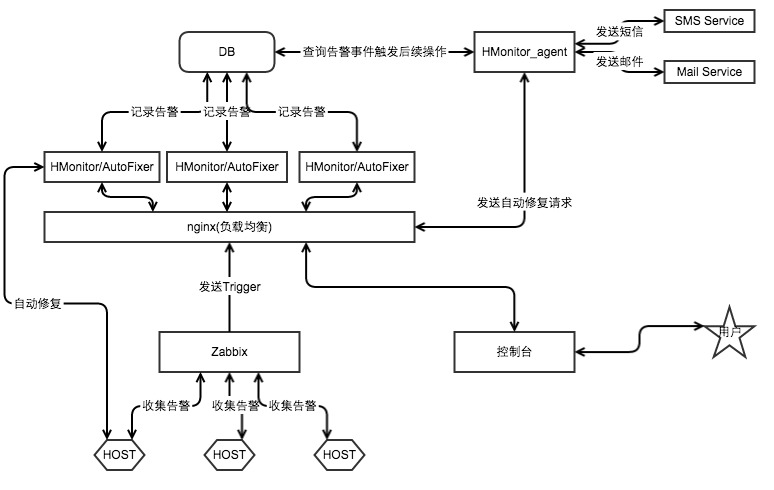 SMS Service
发送短信
DB
查询告警事件触发后续操作
HMonitor_agent
发送邮件
Mail Service
记录告警
记录告警
记录告警
HMonitor/AutoFixer
HMonitor/AutoFixer
HMonitor/AutoFixer
发送自动修复请求
nginx(负载均衡)
发送Trigger
自动修复
用户
Zabbix
控制台
收集告警
收集告警
收集告警
HOST
HOST
HOST